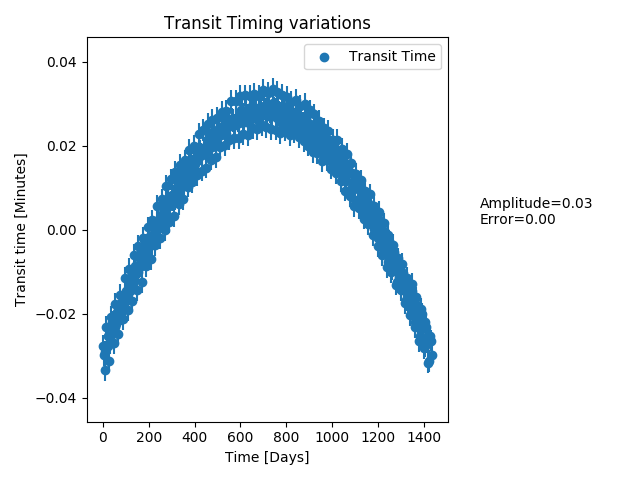 Transit Timing variations
Transit Time
Transit time [Minutes]
0.04
0.02
0.00
−0.02
−0.04
0
200
400
600
800
1000
1200
1400
Time [Days]
Amplitude=0.03
Error=0.00